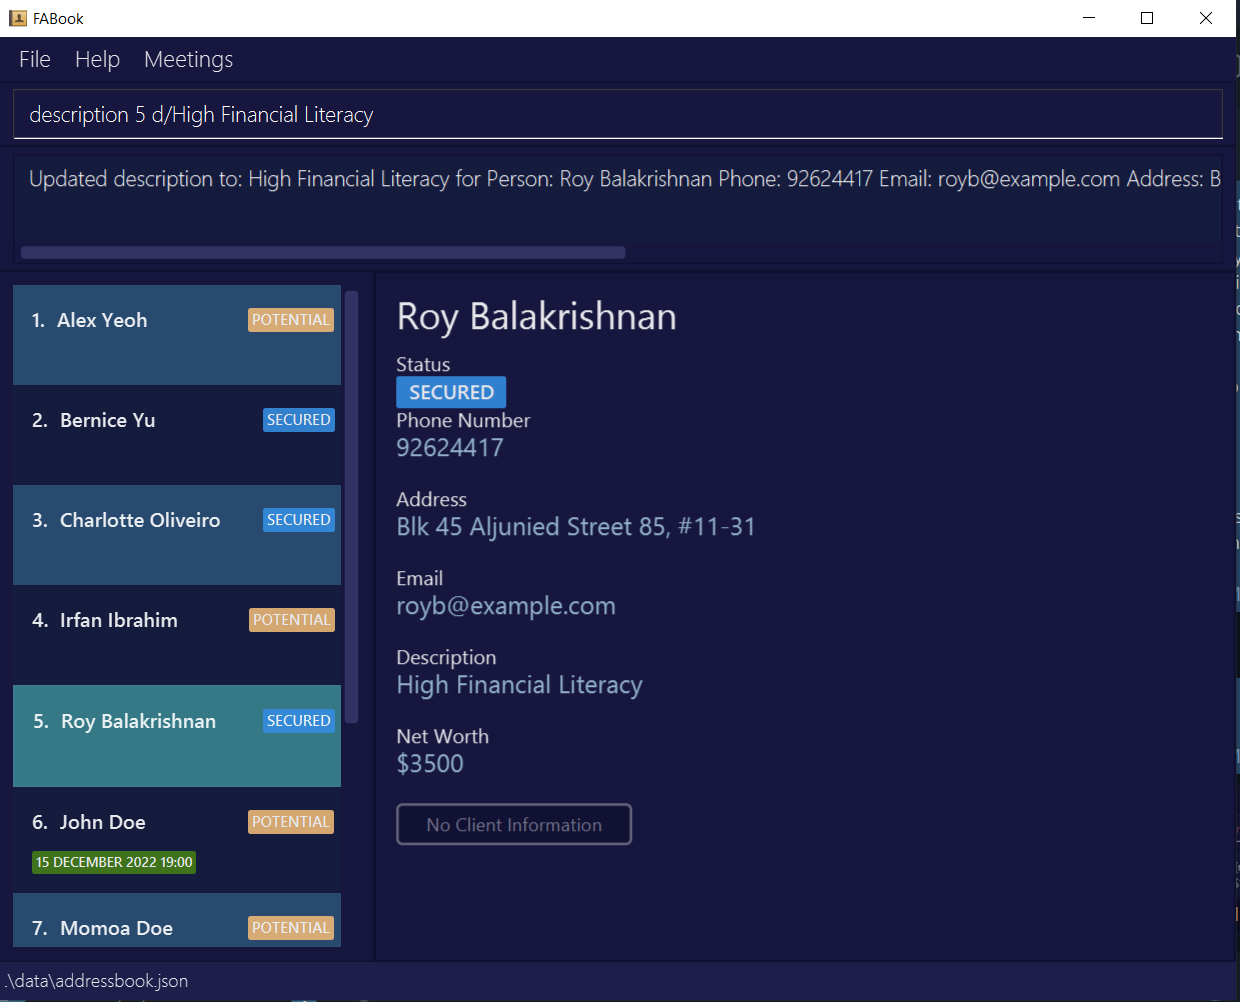 FABook
File Help Meetings
description 5 d/High Financial Literacy
Updated description to: High Financial Literacy for Person: Roy Balakrishnan Phone: 92624417 Email: royb@example.com Address: B
1. Alex Yeoh POTENTIAL
2. Bernice Yu SECURED
3. Charlotte Oliveiro SECURED
4. Irfan Ibrahim POTENTIAL
5. Roy Balakrishnan SECURED
6. John Doe POTENTIAL
15 DECEMBER 2022 19:00
7. Momoa Doe POTENTIAL
Roy Balakrishnan
Status
SECURED
Phone Number
92624417
Address
Blk 45 Aljunied Street 85, #11-31
Email
royb@example.com
Description
High Financial Literacy
Net Worth
$3500
No Client Information
.\data\addressbook.json